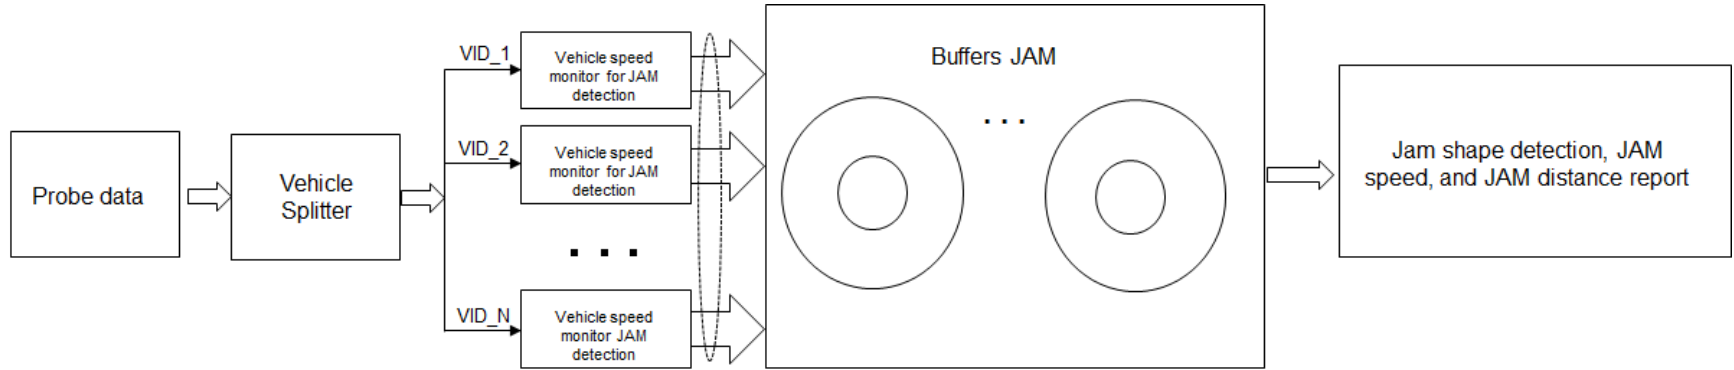 Probe data
Vehicle
Splitter
VID_1
Vehicle speed
monitor for JAM
detection
VID_2
Vehicle speed
monitor for JAM
detection
. . .
VID_N
Vehicle speed
monitor JAM
detection
Buffers JAM
. . .
Jam shape detection, JAM
speed, and JAM distance report